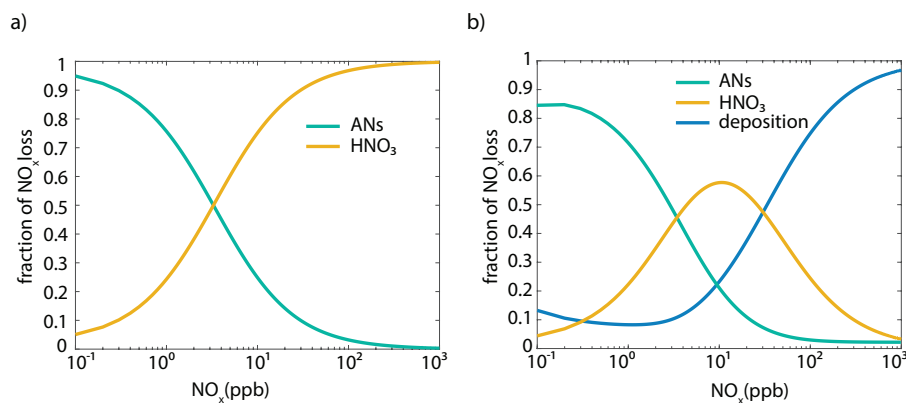 a)
fraction of NOₓ loss
1
0.9
0.8
0.7
0.6
0.5
0.4
0.3
0.2
0.1
0
ANs
HNO₃
10⁻¹ 10⁰ 10¹ 10² 10³
NOₓ(ppb)
b)
fraction of NOₓ loss
1
0.9
0.8
0.7
0.6
0.5
0.4
0.3
0.2
0.1
0
ANs
HNO₃
deposition
10⁻¹ 10⁰ 10¹ 10² 10³
NOₓ(ppb)